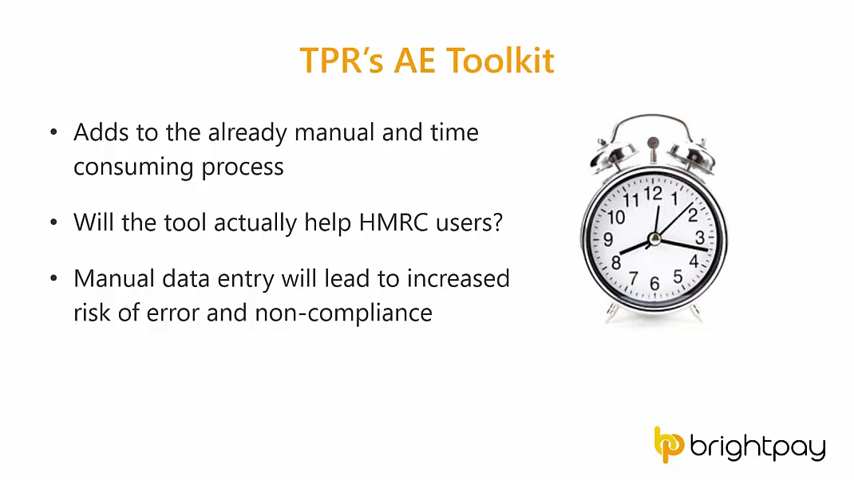 TPR’s AE Toolkit
• Adds to the already manual and time
consuming process
• Will the tool actually help HMRC users?
• Manual data entry will lead to increased
risk of error and non-compliance
12
11 1
10 2
9 3
8 4
7 5
6
bp brightpay